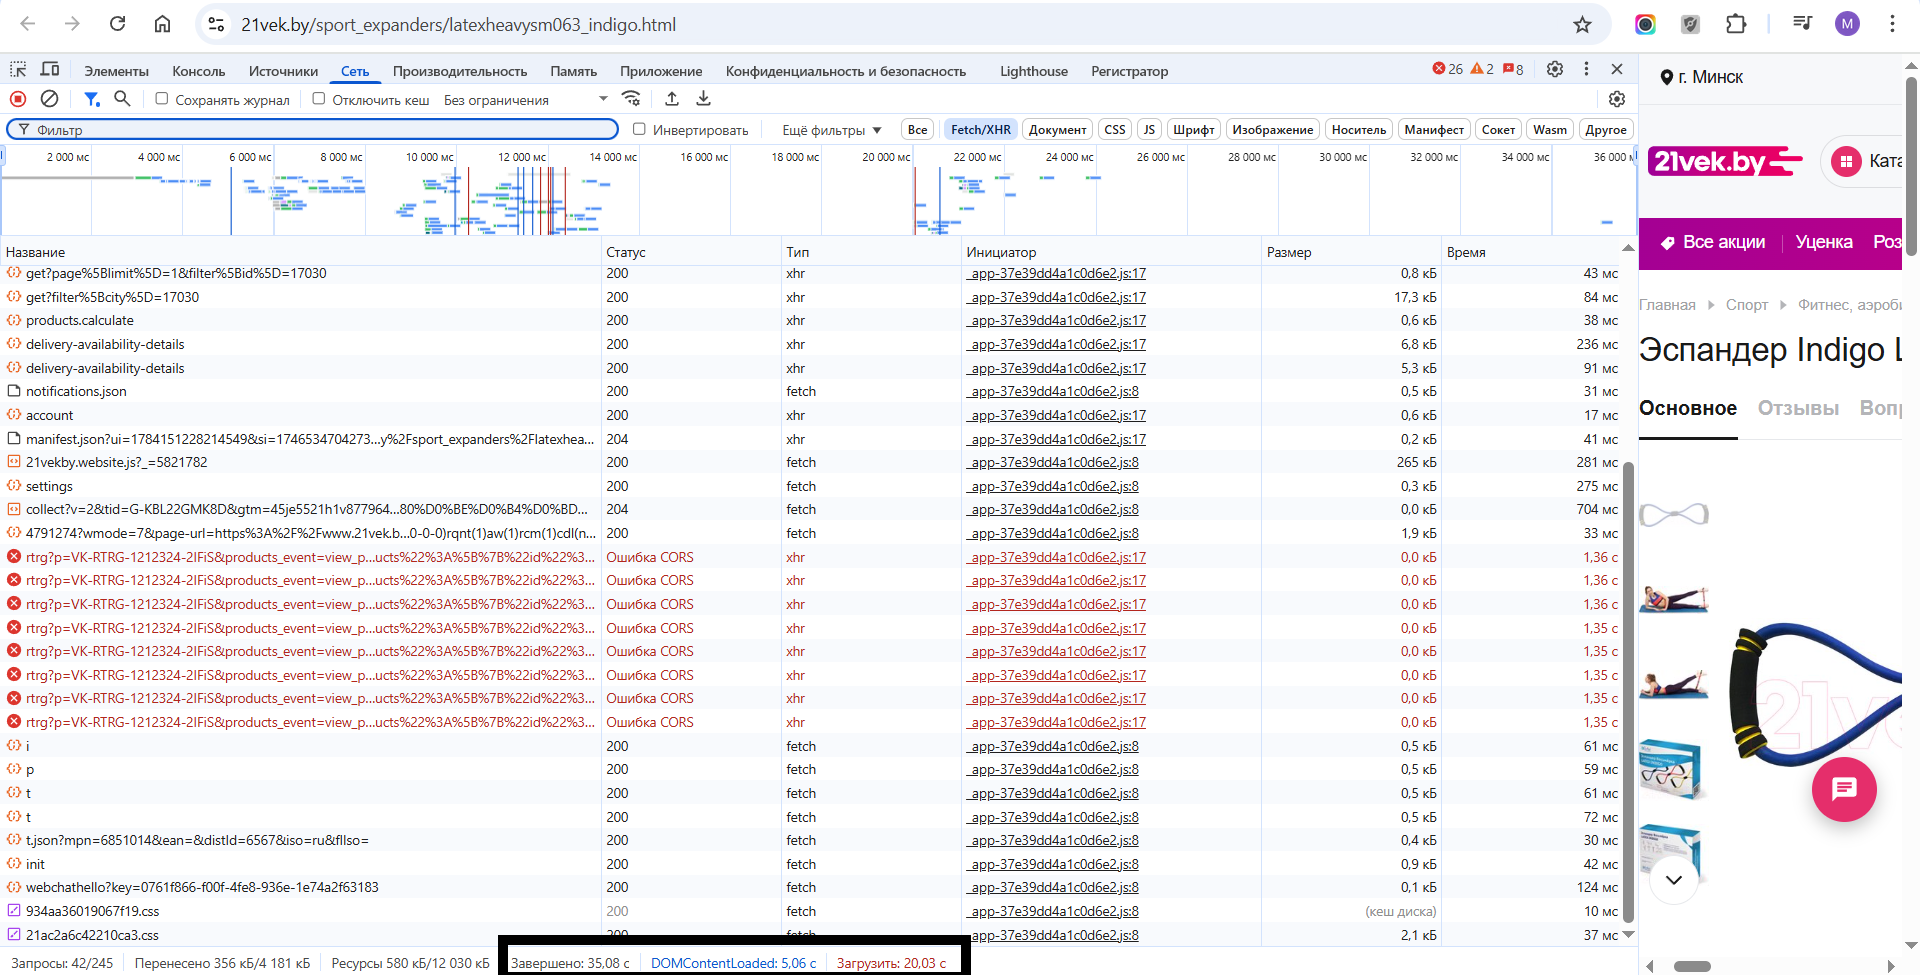 21vek.by/sport_expanders/latexheavysm063_indigo.html
M
Элементы Консоль Источники Сеть Производительность Память Приложение Конфиденциальность и безопасность Lighthouse Регистратор 26 2 8
Сохранять журнал Отключить кеш Без ограничения
Фильтр Инвертировать Ещё фильтры Все Fetch/XHR Документ CSS JS Шрифт Изображение Носитель Манифест Сокет Wasm Другое
2 000 мс 4 000 мс 6 000 мс 8 000 мс 10 000 мс 12 000 мс 14 000 мс 16 000 мс 18 000 мс 20 000 мс 22 000 мс 24 000 мс 26 000 мс 28 000 мс 30 000 мс 32 000 мс 34 000 мс 36 000 м
Название Статус Тип Инициатор Размер Время
get?page%5Blimit%5D=1&filter%5Bid%5D=17030 200 xhr _app-37e39dd4a1c0d6e2.js:17 0,8 кБ 43 мс
get?filter%5Bcity%5D=17030 200 xhr _app-37e39dd4a1c0d6e2.js:17 17,3 кБ 84 мс
products.calculate 200 xhr _app-37e39dd4a1c0d6e2.js:17 0,6 кБ 38 мс
delivery-availability-details 200 xhr _app-37e39dd4a1c0d6e2.js:17 6,8 кБ 236 мс
delivery-availability-details 200 xhr _app-37e39dd4a1c0d6e2.js:17 5,3 кБ 91 мс
notifications.json 200 fetch _app-37e39dd4a1c0d6e2.js:8 0,5 кБ 31 мс
account 200 xhr _app-37e39dd4a1c0d6e2.js:17 0,6 кБ 17 мс
manifest.json?ui=1784151228214549&si=1746534704273...y%2Fsport_expanders%2Flatexhea... 204 xhr _app-37e39dd4a1c0d6e2.js:17 0,2 кБ 41 мс
21vekby.website.js?_=5821782 200 fetch _app-37e39dd4a1c0d6e2.js:8 265 кБ 281 мс
settings 200 fetch _app-37e39dd4a1c0d6e2.js:8 0,3 кБ 275 мс
collect?v=2&tid=G-KBL22GMK8D&gtm=45je5521h1v877964...80%D0%BE%D0%B4%D0%BD... 204 fetch _app-37e39dd4a1c0d6e2.js:8 0,0 кБ 704 мс
4791274?wmode=7&page-url=https%3A%2F%2Fwww.21vek.b...0-0-0)rqnt(1)aw(1)rcm(1)cdl(n... 200 fetch _app-37e39dd4a1c0d6e2.js:8 1,9 кБ 33 мс
rtrg?p=VK-RTRG-1212324-2IFiS&products_event=view_p...ucts%22%3A%5B%7B%22id%22%3... Ошибка CORS xhr _app-37e39dd4a1c0d6e2.js:17 0,0 кБ 1,36 с
rtrg?p=VK-RTRG-1212324-2IFiS&products_event=view_p...ucts%22%3A%5B%7B%22id%22%3... Ошибка CORS xhr _app-37e39dd4a1c0d6e2.js:17 0,0 кБ 1,36 с
rtrg?p=VK-RTRG-1212324-2IFiS&products_event=view_p...ucts%22%3A%5B%7B%22id%22%3... Ошибка CORS xhr _app-37e39dd4a1c0d6e2.js:17 0,0 кБ 1,36 с
rtrg?p=VK-RTRG-1212324-2IFiS&products_event=view_p...ucts%22%3A%5B%7B%22id%22%3... Ошибка CORS xhr _app-37e39dd4a1c0d6e2.js:17 0,0 кБ 1,35 с
rtrg?p=VK-RTRG-1212324-2IFiS&products_event=view_p...ucts%22%3A%5B%7B%22id%22%3... Ошибка CORS xhr _app-37e39dd4a1c0d6e2.js:17 0,0 кБ 1,35 с
rtrg?p=VK-RTRG-1212324-2IFiS&products_event=view_p...ucts%22%3A%5B%7B%22id%22%3... Ошибка CORS xhr _app-37e39dd4a1c0d6e2.js:17 0,0 кБ 1,35 с
rtrg?p=VK-RTRG-1212324-2IFiS&products_event=view_p...ucts%22%3A%5B%7B%22id%22%3... Ошибка CORS xhr _app-37e39dd4a1c0d6e2.js:17 0,0 кБ 1,35 с
rtrg?p=VK-RTRG-1212324-2IFiS&products_event=view_p...ucts%22%3A%5B%7B%22id%22%3... Ошибка CORS xhr _app-37e39dd4a1c0d6e2.js:17 0,0 кБ 1,35 с
i 200 fetch _app-37e39dd4a1c0d6e2.js:8 0,5 кБ 61 мс
p 200 fetch _app-37e39dd4a1c0d6e2.js:8 0,5 кБ 59 мс
t 200 fetch _app-37e39dd4a1c0d6e2.js:8 0,5 кБ 61 мс
t 200 fetch _app-37e39dd4a1c0d6e2.js:8 0,5 кБ 72 мс
t.json?mpn=6851014&ean=&distId=6567&iso=ru&flIso= 200 fetch _app-37e39dd4a1c0d6e2.js:8 0,4 кБ 30 мс
init 200 fetch _app-37e39dd4a1c0d6e2.js:8 0,9 кБ 42 мс
webchathello?key=0761f866-f00f-4fe8-936e-1e74a2f63183 200 fetch _app-37e39dd4a1c0d6e2.js:8 0,1 кБ 124 мс
934aa36019067f19.css 200 fetch _app-37e39dd4a1c0d6e2.js:8 (кеш диска) 10 мс
21ac2a6c42210ca3.css 200 fetch _app-37e39dd4a1c0d6e2.js:8 2,1 кБ 37 мс
Запросы: 42/245 Перенесено 356 кБ/4 181 кБ Ресурсы 580 кБ/12 030 кБ Завершено: 35,08 с DOMContentLoaded: 5,06 с Загрузить: 20,03 с
г. Минск
21vek.by Ката
Все акции Уценка Роз
Главная Спорт Фитнес, аэроби
Эспандер Indigo L
Основное Отзывы Вопр
21ve